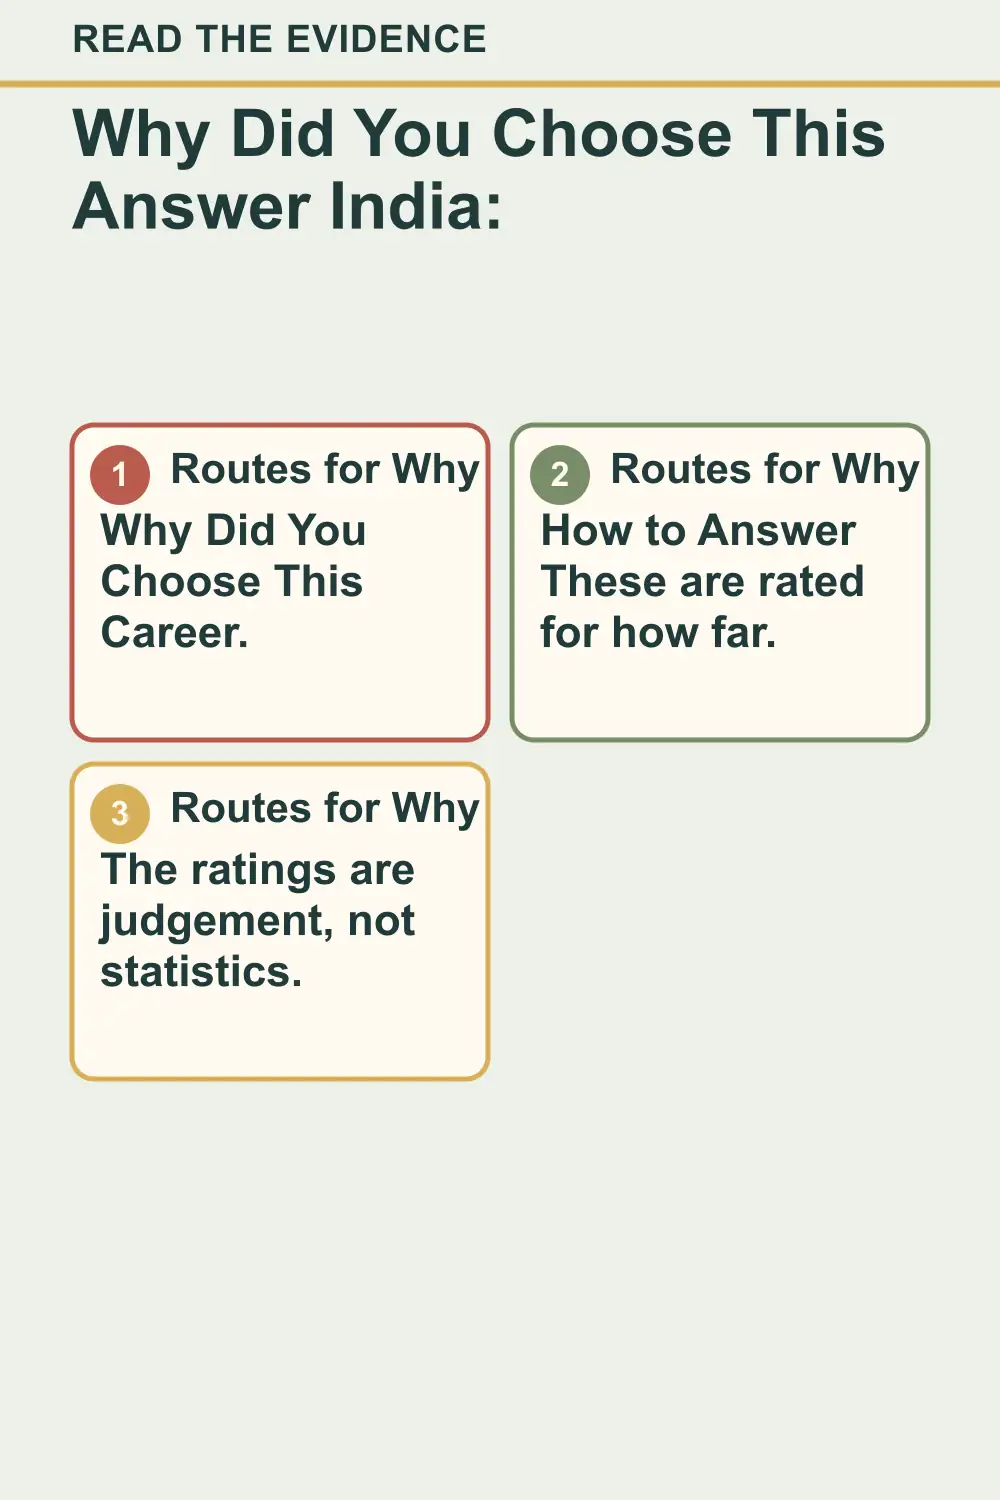 READ THE EVIDENCE
Why Did You Choose This
Answer India:
1
Routes for Why
Why Did You
Choose This
Career.
2
Routes for Why
How to Answer
These are rated
for how far.
3
Routes for Why
The ratings are
judgement, not
statistics.